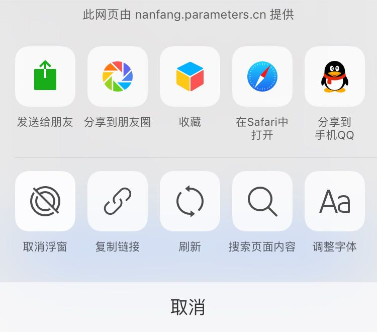 此网页由 nanfang.parameters.cn 提供
发送给朋友 分享到朋友圈 收藏 在Safari中 分享到
打开 手机QQ
Aa
取消浮窗 复制链接 刷新 搜索页面内容 调整字体
取消